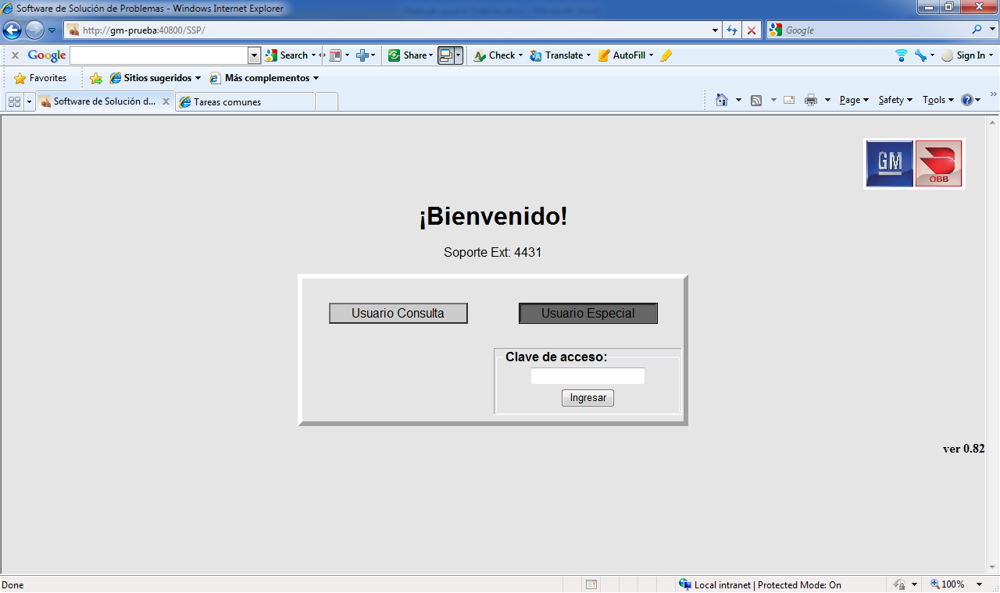 Software de Solución de Problemas - Windows Internet Explorer
http://gm-prueba:40800/SSP/
Google
Google
Search
Share
Check
Translate
AutoFill
Sign In
Favorites
Sitios sugeridos
Más complementos
Software de Solución d...
Tareas comunes
Page
Safety
Tools
GM
OBB
¡Bienvenido!
Soporte Ext: 4431
Usuario Consulta
Usuario Especial
Clave de acceso:
Ingresar
ver 0.82
Done
Local intranet | Protected Mode: On
100%